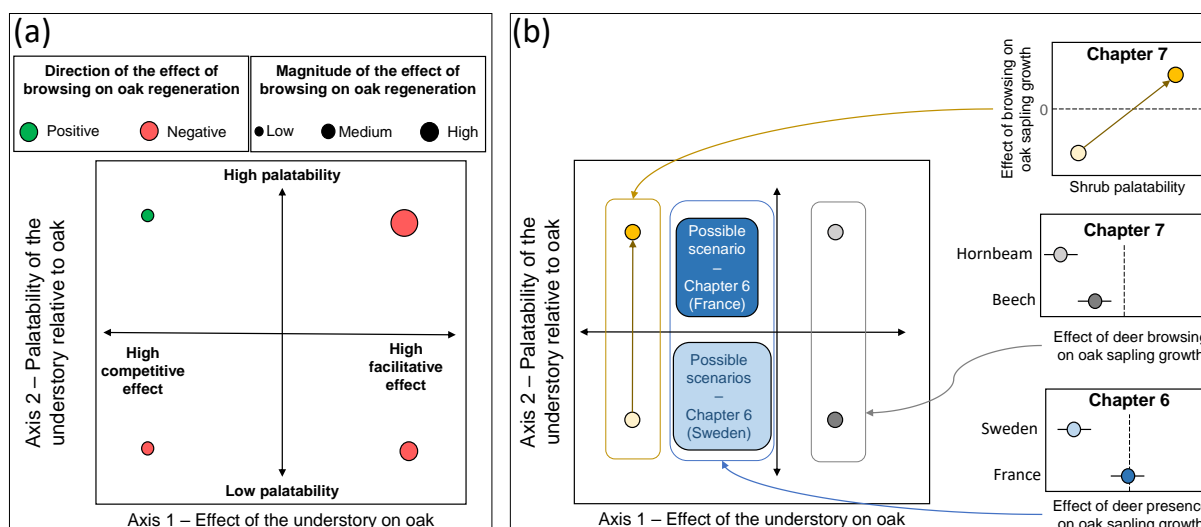 (a)
Direction of the effect of
browsing on oak regeneration
Positive
Negative
Magnitude of the effect of
browsing on oak regeneration
Low
Medium
High
High palatability
Axis 2 – Palatability of the
understory relative to oak
High
competitive
effect
High
facilitative
effect
Low palatability
Axis 1 – Effect of the understory on oak
(b)
Axis 2 – Palatability of the
understory relative to oak
Possible
scenario
–
Chapter 6
(France)
Possible
scenarios
–
Chapter 6
(Sweden)
Axis 1 – Effect of the understory on oak
Chapter 7
Effect of browsing on
oak sapling growth
0
Shrub palatability
Chapter 7
Hornbeam
Beech
Effect of deer browsing
on oak sapling growth
Chapter 6
Sweden
France
Effect of deer presence
on oak sapling growth